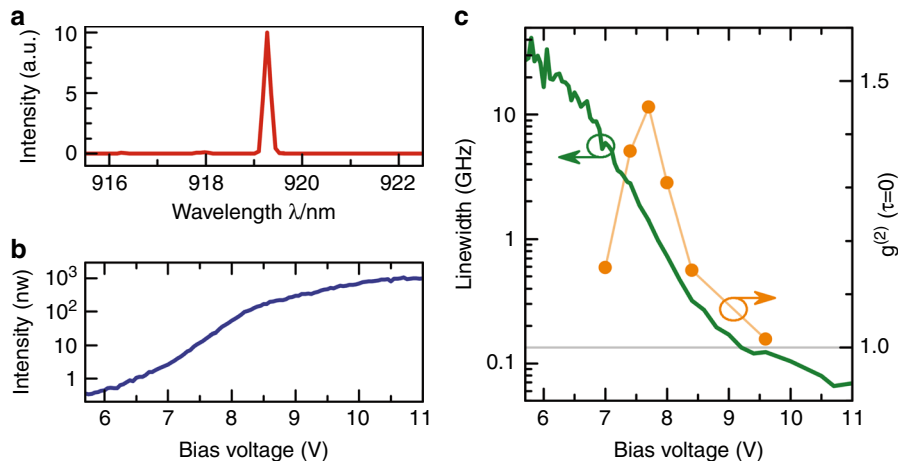 a
10
5
0
Intensity (a.u.)
916 918 920 922
Wavelength λ/nm
b
10³
10²
10
1
Intensity (nw)
6 7 8 9 10 11
Bias voltage (V)
c
10
1
0.1
Linewidth (GHz)
1.5
1.0
g⁽²⁾ (τ=0)
6 7 8 9 10 11
Bias voltage (V)